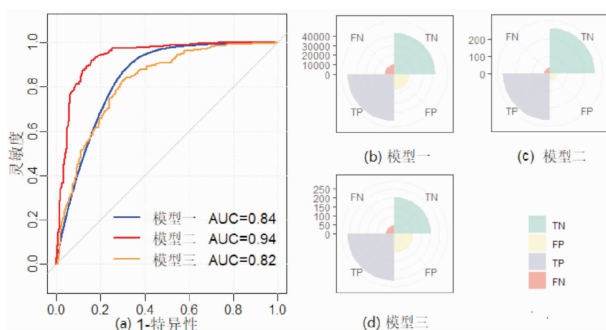 灵敏度
0.0 0.2 0.4 0.6 0.8 1.0
模型一 AUC=0.84
模型二 AUC=0.94
模型三 AUC=0.82
0.0 0.2 0.4 0.6 0.8 1.0
(a) 1-特异性
40000
30000
20000
10000
0
FN TN
TP FP
(b) 模型一
200
100
0
FN TN
TP FP
(c) 模型二
250
200
150
100
50
0
FN TN
TP FP
(d) 模型三
TN
FP
TP
FN